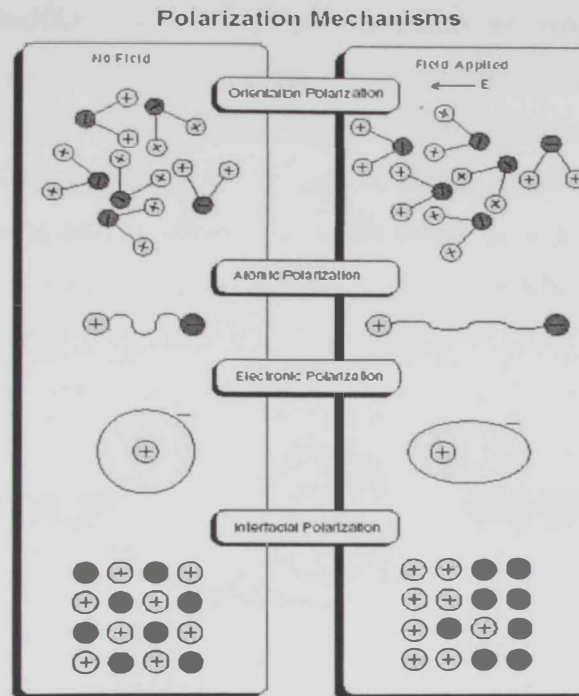 Polarization Mechanisms
No Field
Field Applied
E
Orientation Polarization
Atomic Polarization
Electronic Polarization
Interfacial Polarization